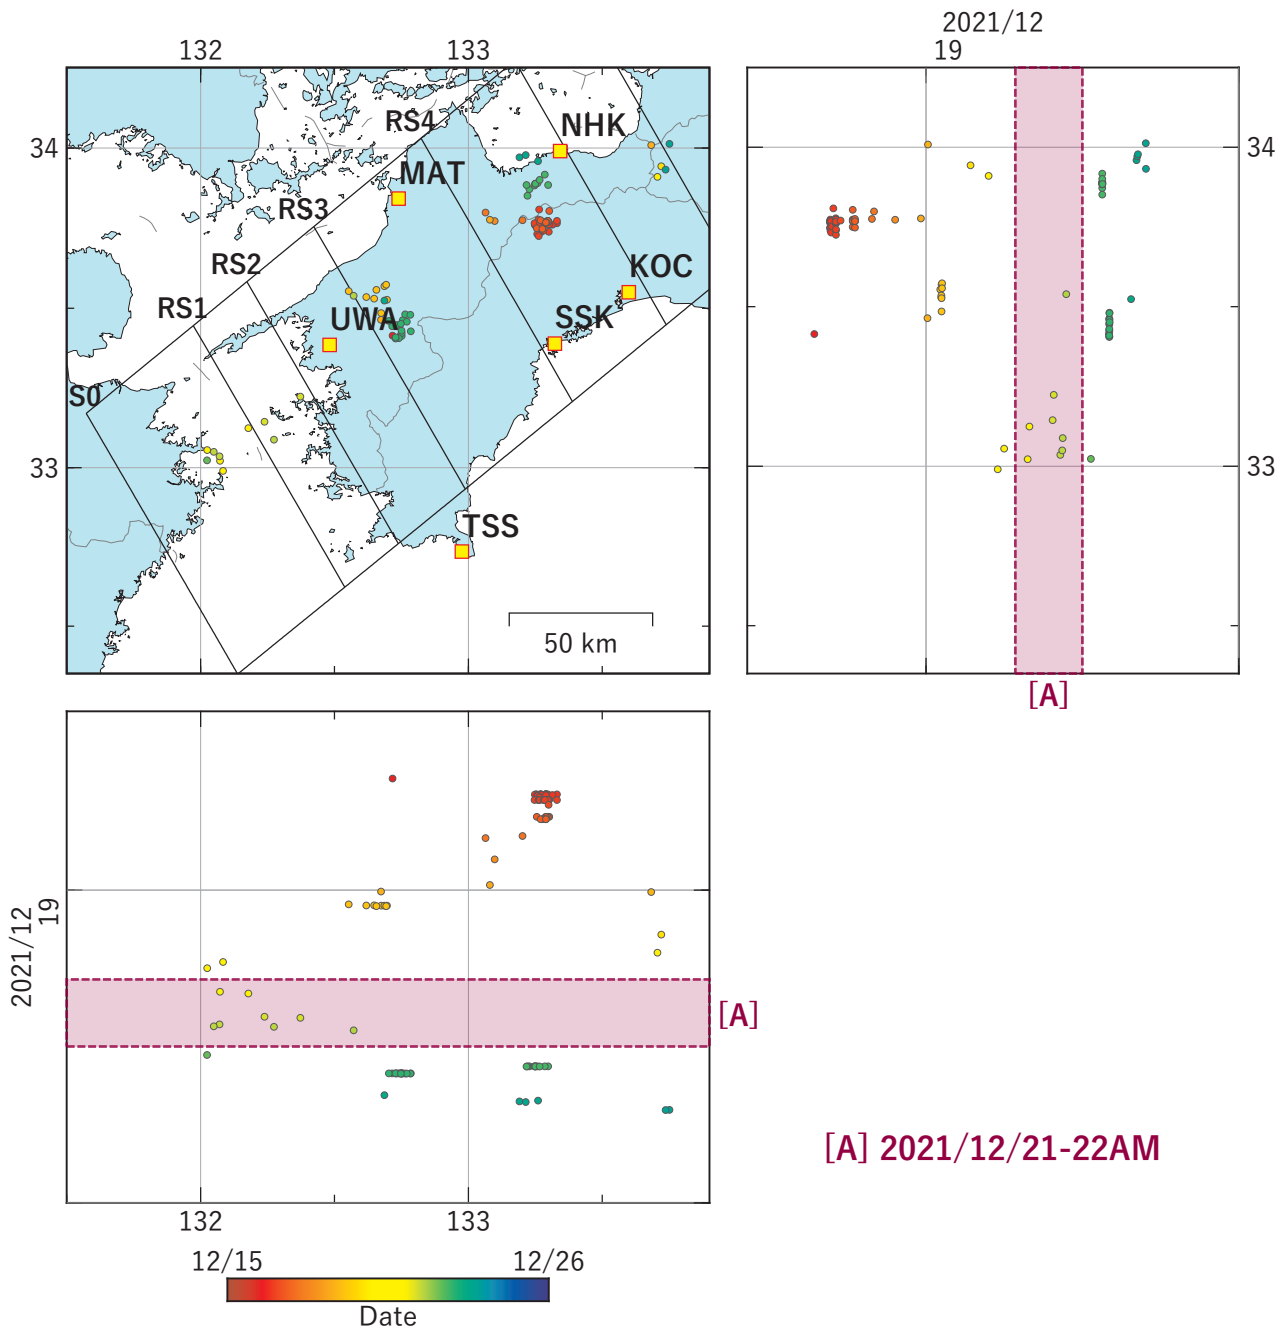 2021/12
19
132
133
34
33
RS4
NHK
MAT
RS3
RS2
KOC
RS1
UWA
SSK
S0
TSS
50 km
34
33
[A]
2021/12
19
[A]
132
133
[A] 2021/12/21-22AM
12/15
12/26
Date